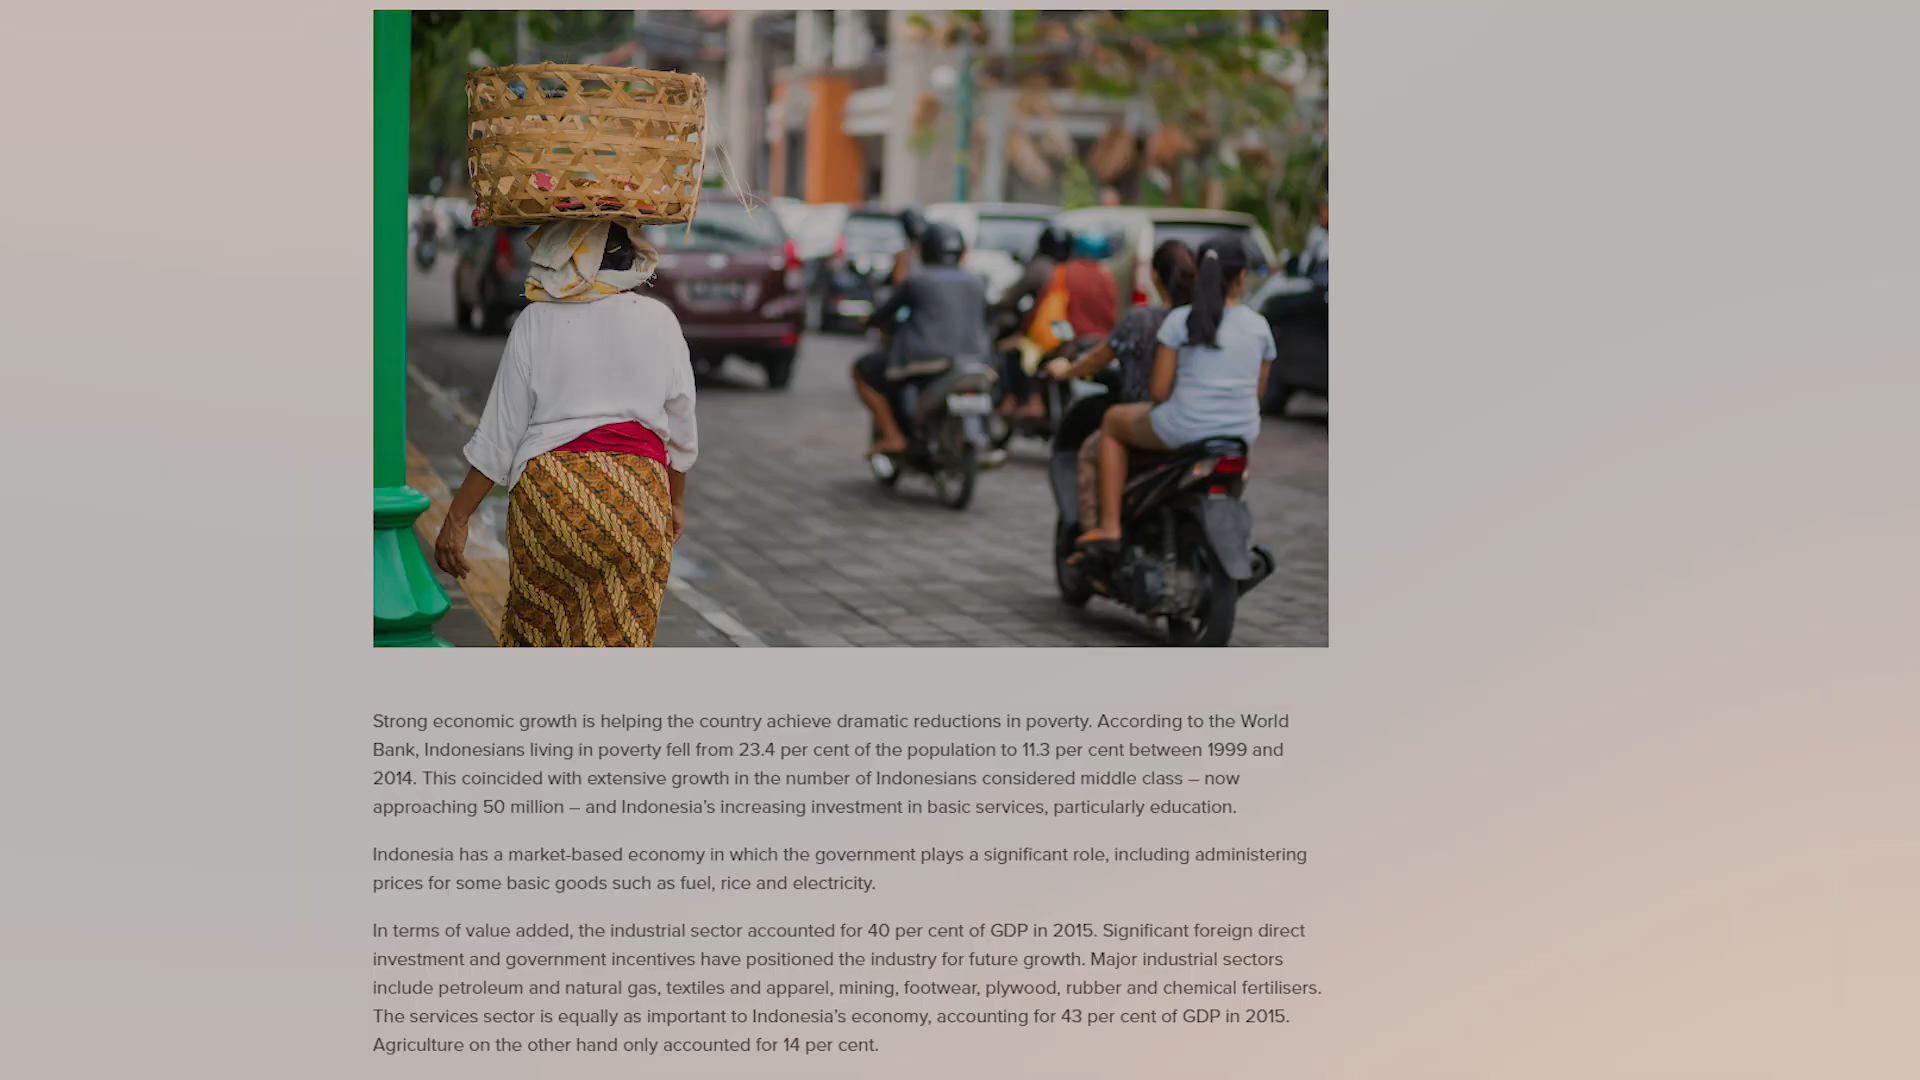 Strong economic growth is helping the country achieve dramatic reductions in poverty. According to the World
Bank, Indonesians living in poverty fell from 23.4 per cent of the population to 11.3 per cent between 1999 and
2014. This coincided with extensive growth in the number of Indonesians considered middle class – now
approaching 50 million – and Indonesia’s increasing investment in basic services, particularly education.
Indonesia has a market-based economy in which the government plays a significant role, including administering
prices for some basic goods such as fuel, rice and electricity.
In terms of value added, the industrial sector accounted for 40 per cent of GDP in 2015. Significant foreign direct
investment and government incentives have positioned the industry for future growth. Major industrial sectors
include petroleum and natural gas, textiles and apparel, mining, footwear, plywood, rubber and chemical fertilisers.
The services sector is equally as important to Indonesia’s economy, accounting for 43 per cent of GDP in 2015.
Agriculture on the other hand only accounted for 14 per cent.